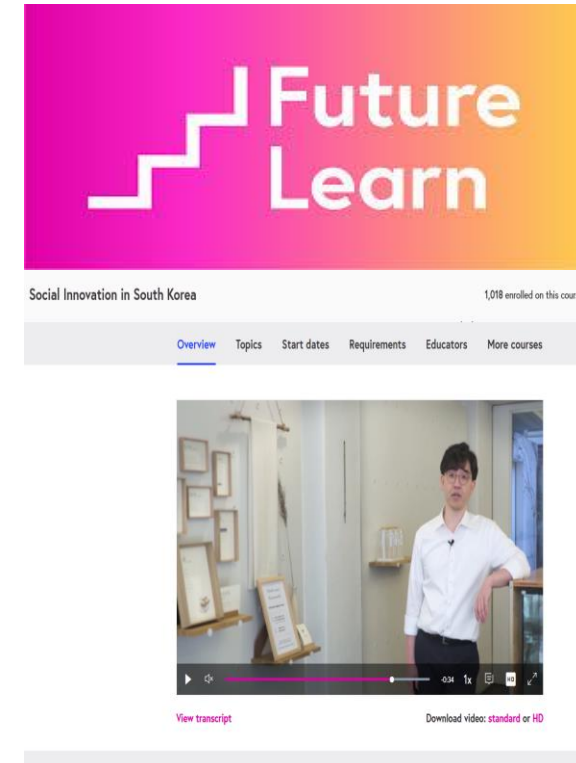 Future
Learn
Social Innovation in South Korea
1,018 enrolled on this cour
Overview Topics Start dates Requirements Educators More courses
-0:34 1x HD
View transcript
Download video: standard or HD